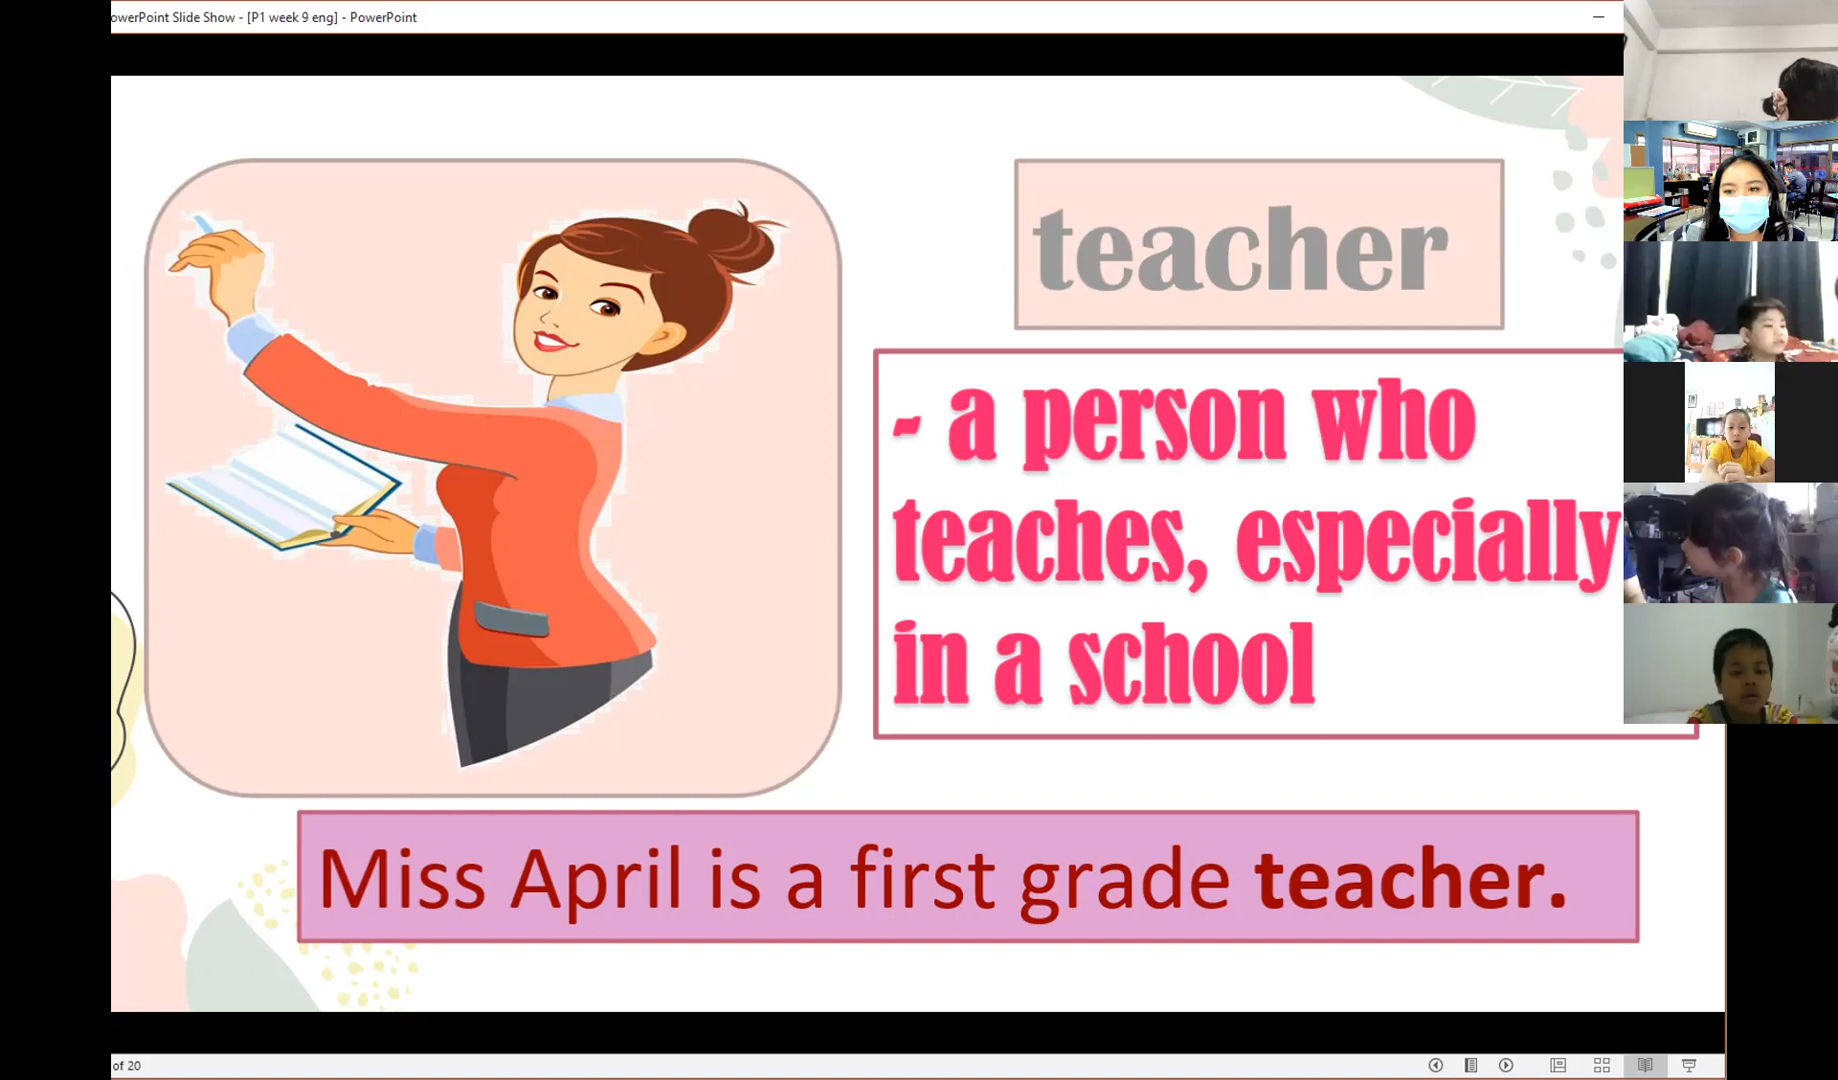 owerPoint Slide Show - [P1 week 9 eng] - PowerPoint
teacher
- a person who
teaches, especially
in a school
Miss April is a first grade teacher.
of 20